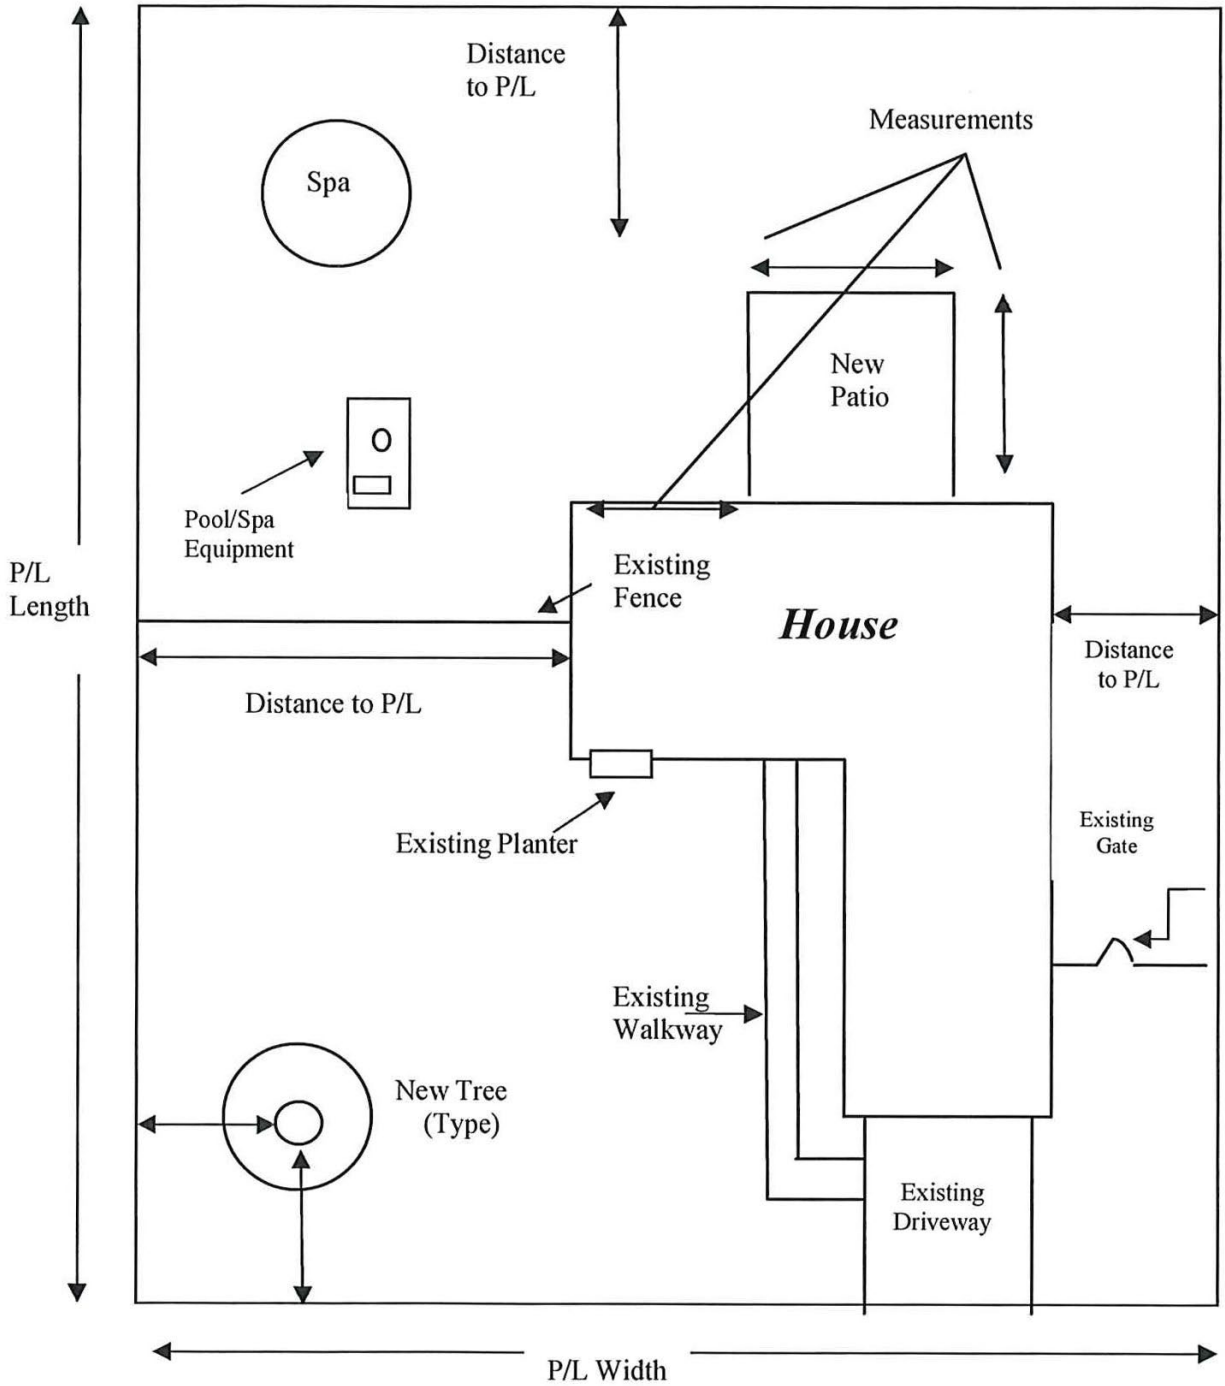 Distance
to P/L
Measurements
Spa
New
Patio
Pool/Spa
Equipment
P/L
Length
Existing
Fence
House
Distance
to P/L
Distance to P/L
Existing Planter
Existing
Gate
Existing
Walkway
New Tree
(Type)
Existing
Driveway
P/L Width